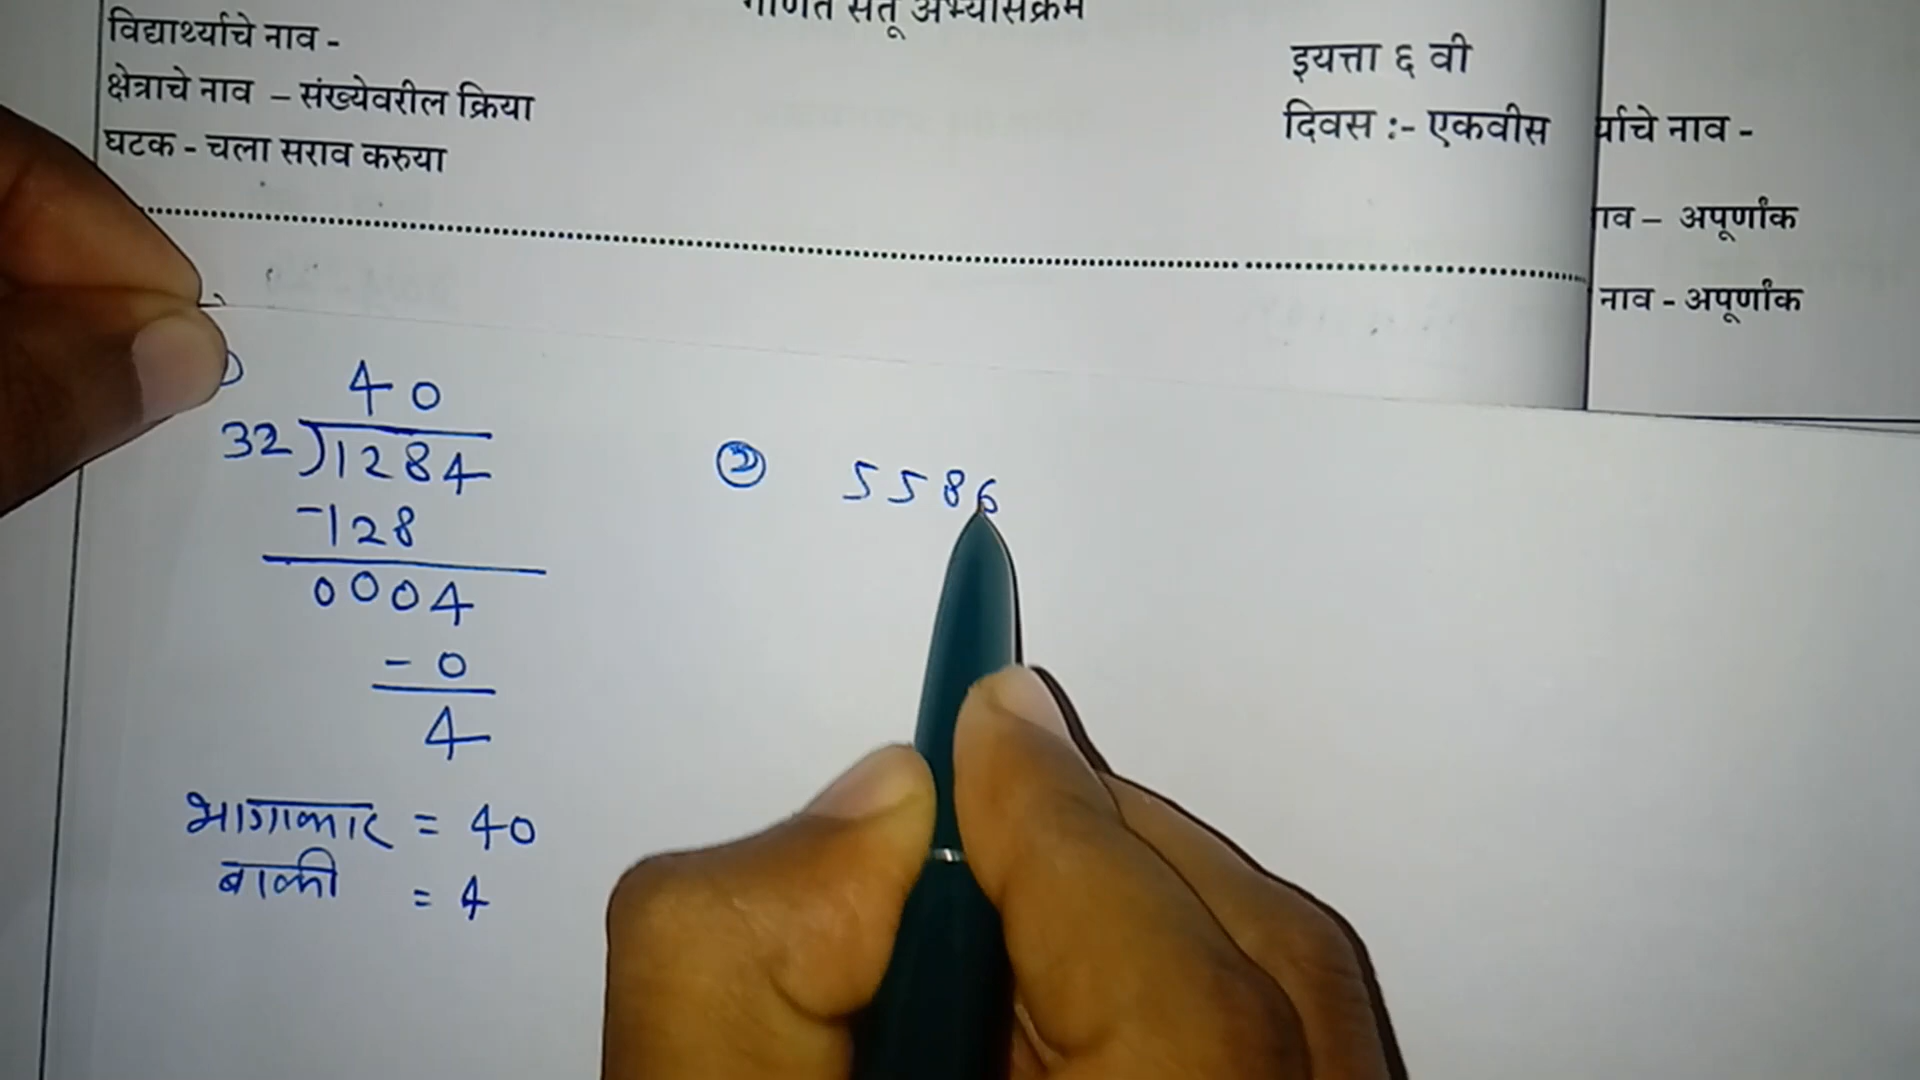 गणित सेतू अभ्यासक्रम
विद्यार्थ्याचे नाव -
इयत्ता ६ वी
क्षेत्राचे नाव – संख्येवरील क्रिया
दिवस :- एकवीस
घटक - चला सराव करुया
र्याचे नाव -
नाव – अपूर्णांक
नाव - अपूर्णांक
40
32)1284
-128
0004
- 0
4
भागाकार = 40
बाकी = 4
② 5586